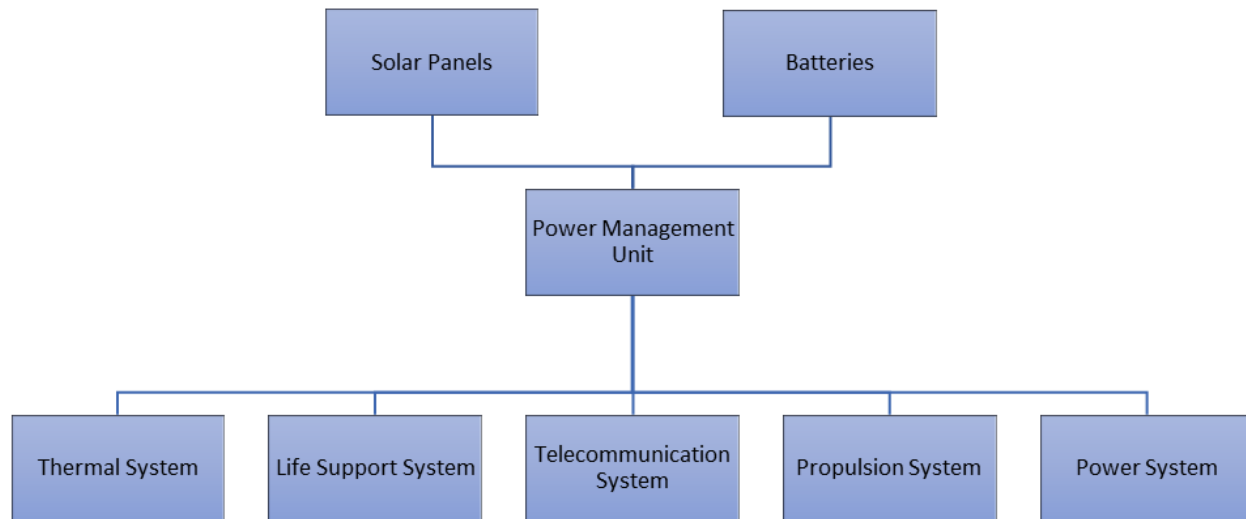 Solar Panels
Batteries
Power Management
Unit
Thermal System
Life Support System
Telecommunication
System
Propulsion System
Power System